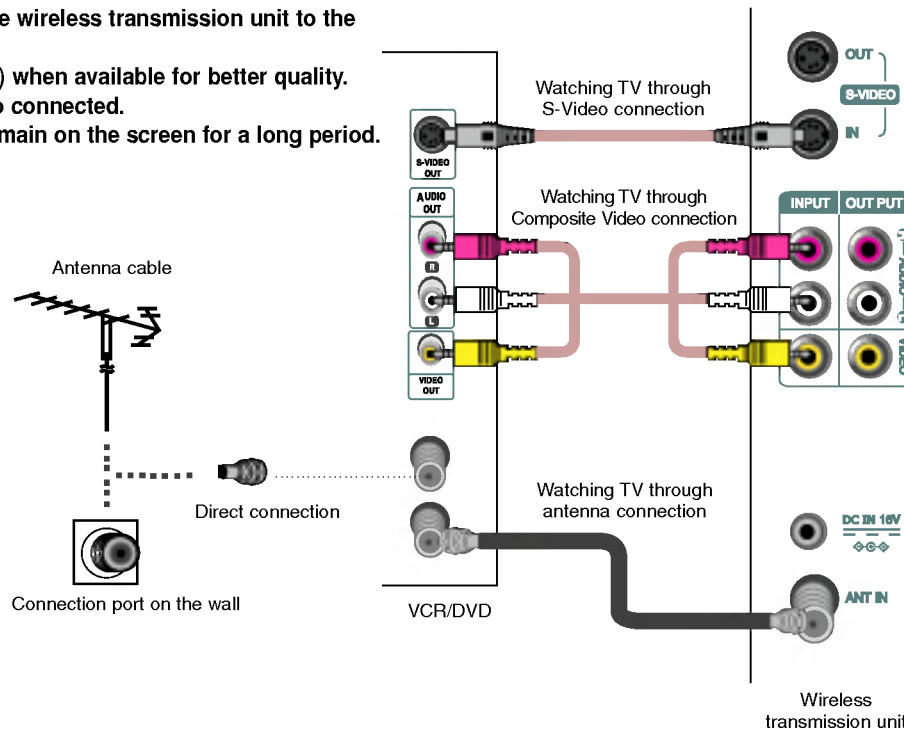 e wireless transmission unit to the
) when available for better quality.
o connected.
main on the screen for a long period.
Watching TV through
S-Video connection
OUT
S-VIDEO
IN
S-VIDEO
OUT
AUDIO
OUT
Watching TV through
Composite Video connection
INPUT
OUT PUT
R
L
AUDIO
VIDEO
VIDEO
OUT
Antenna cable
Direct connection
Connection port on the wall
Watching TV through
antenna connection
DC IN 16V
ANT IN
VCR/DVD
Wireless
transmission unit